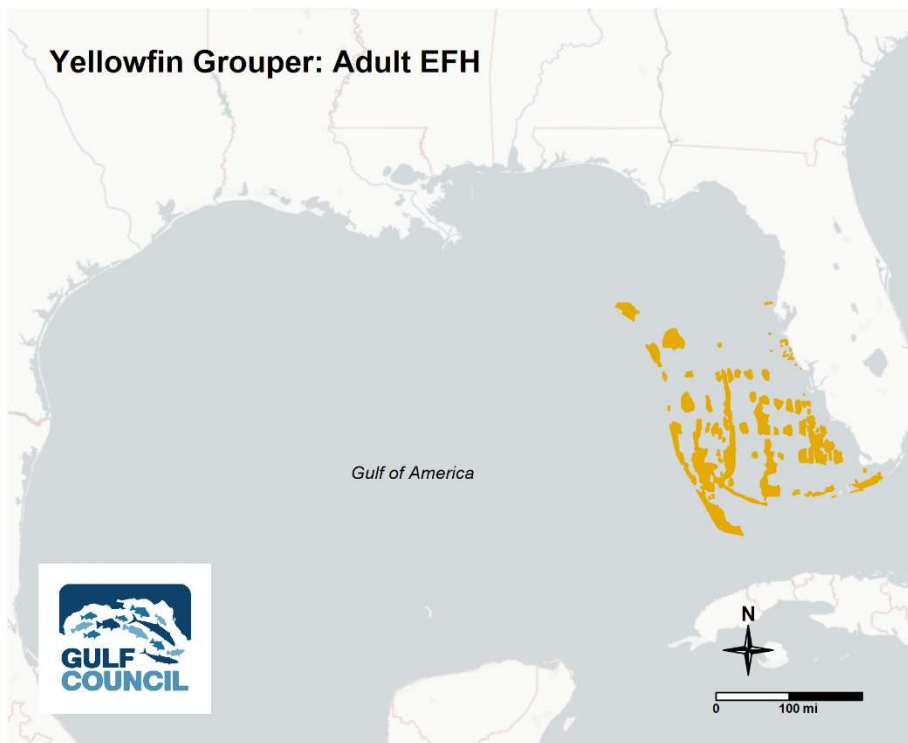 Yellowfin Grouper: Adult EFH
Gulf of America
GULF
COUNCIL
N
0 100 mi